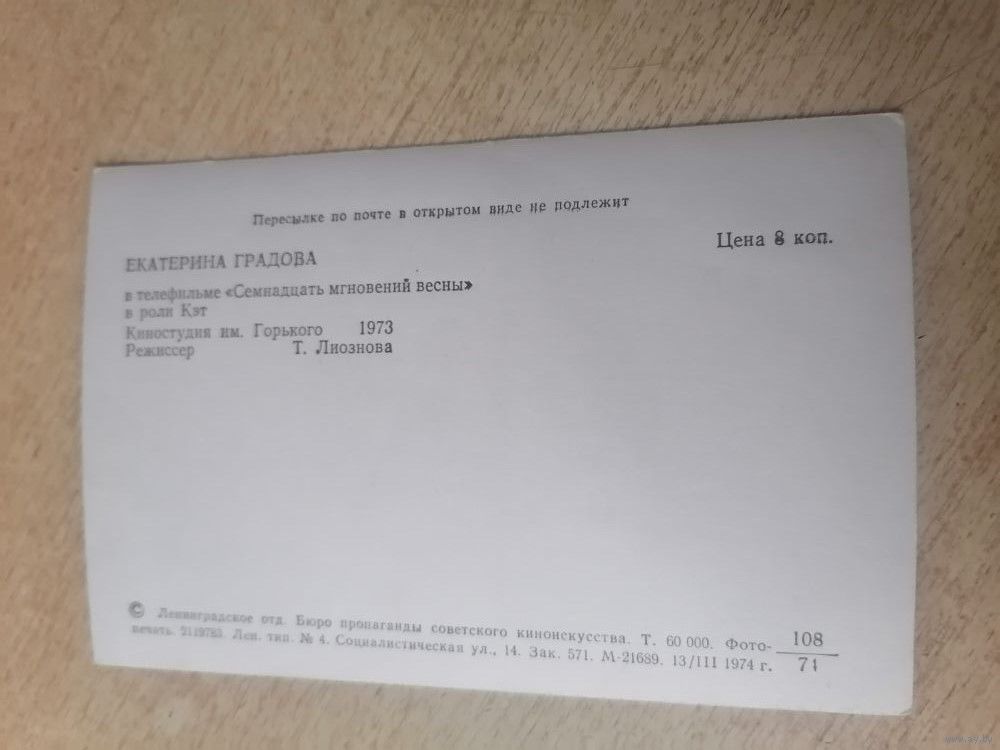 Пересылке по почте в открытом виде не подлежит
Цена 8 коп.
ЕКАТЕРИНА ГРАДОВА
в телефильме «Семнадцать мгновений весны»
в роли Кэт
Киностудия им. Горького 1973
Режиссер Т. Лиознова
© Ленинградское отд. Бюро пропаганды советского киноискусства. Т. 60 000. Фото-
печать. 2119783. Лен. тип. № 4. Социалистическая ул., 14. Зак. 571. М-21689. 13/III 1974 г.
108
71